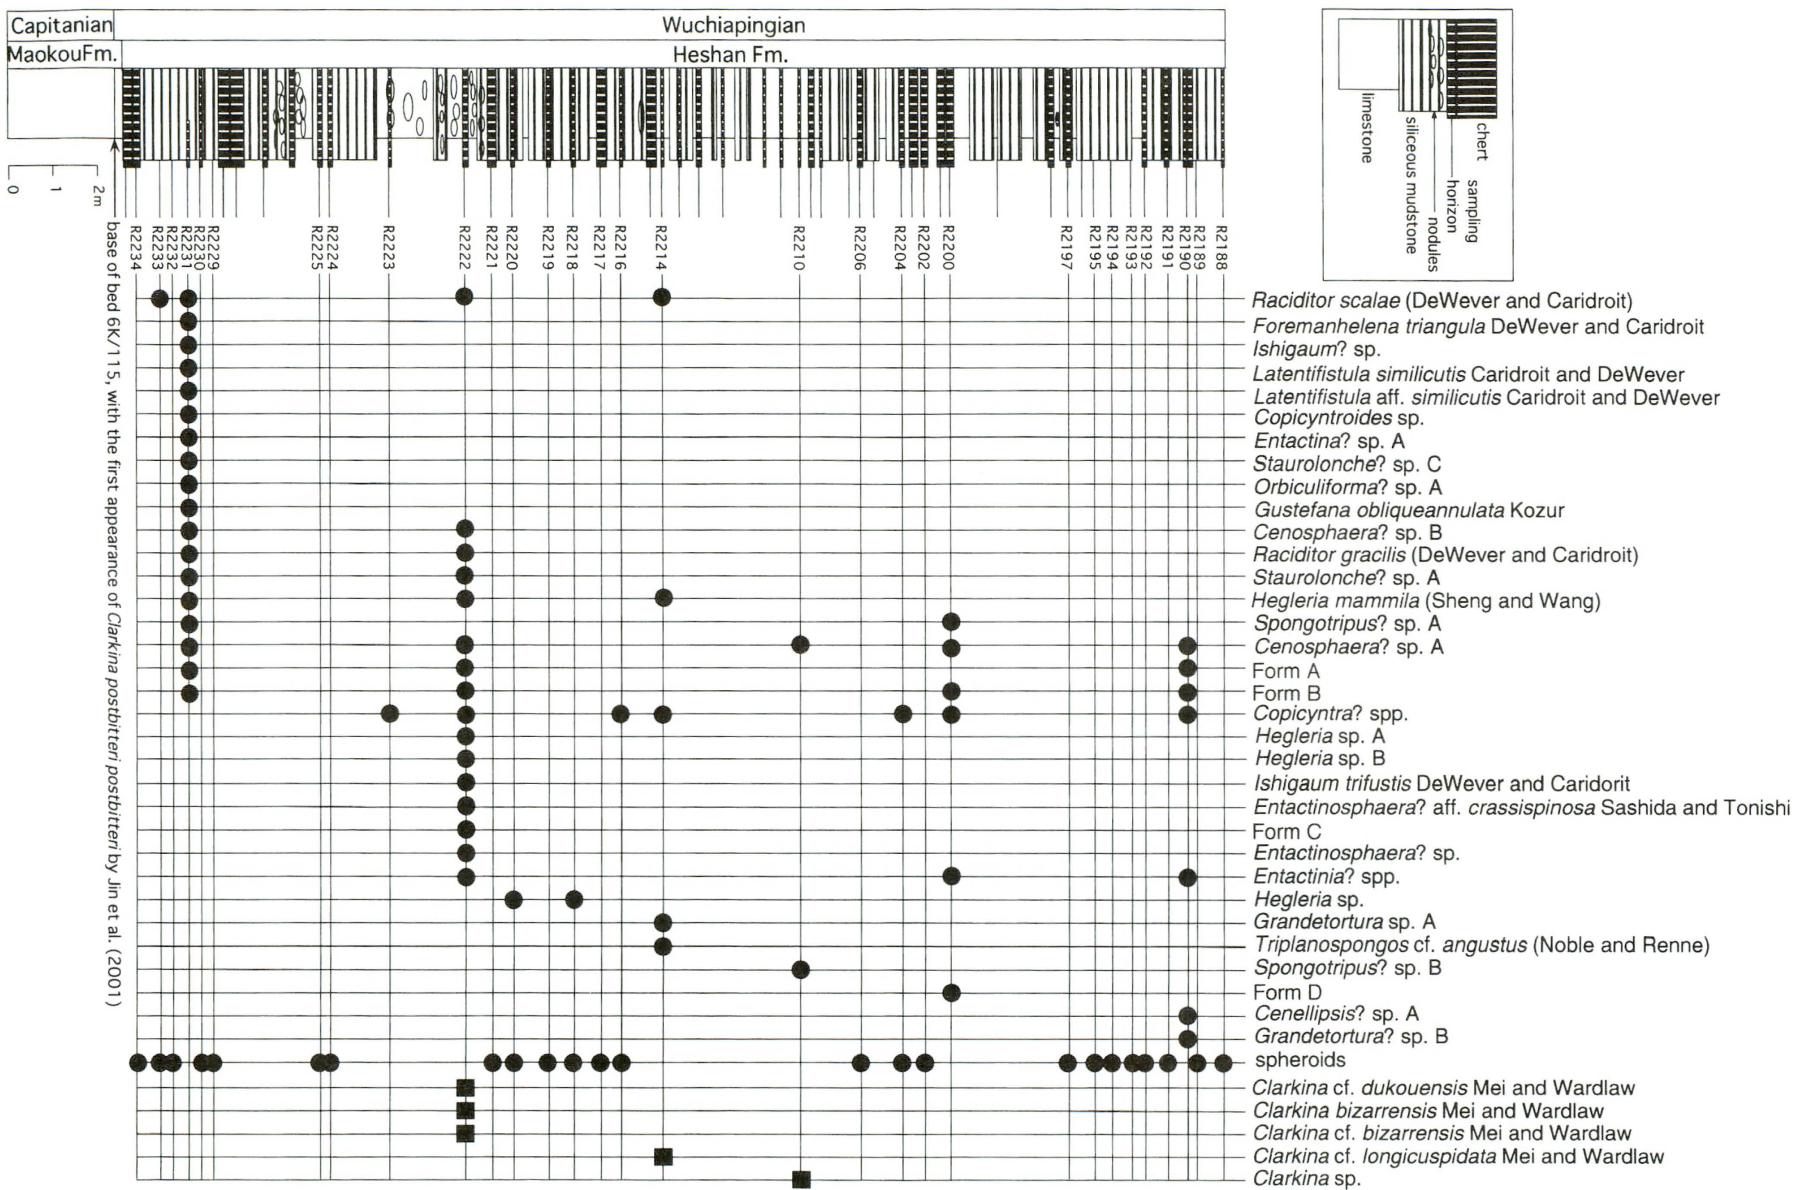 Capitanian
Wuchiapingian
MaokouFm.
Heshan Fm.
limestone
siliceous mudstone
nodules
horizon
sampling
chert
0
1
2m
base of bed 6K/115, with the first appearance of Clarkina postbitteri postbitteri by Jin et al. (2001)
R2234
R2233
R2232
R2231
R2230
R2229
R2225
R2224
R2223
R2222
R2221
R2220
R2219
R2218
R2217
R2216
R2214
R2210
R2206
R2204
R2202
R2200
R2197
R2195
R2194
R2193
R2192
R2191
R2190
R2189
R2188
Raciditor scalae (DeWever and Caridroit)
Foremanhelena triangula DeWever and Caridroit
Ishigaum? sp.
Latentifistula similicutis Caridroit and DeWever
Latentifistula aff. similicutis Caridroit and DeWever
Copicyntroides sp.
Entactina? sp. A
Staurolonche? sp. C
Orbiculiforma? sp. A
Gustefana obliqueannulata Kozur
Cenosphaera? sp. B
Raciditor gracilis (DeWever and Caridroit)
Staurolonche? sp. A
Hegleria mammila (Sheng and Wang)
Spongotripus? sp. A
Cenosphaera? sp. A
Form A
Form B
Copicyntra? spp.
Hegleria sp. A
Hegleria sp. B
Ishigaum trifustis DeWever and Caridorit
Entactinosphaera? aff. crassispinosa Sashida and Tonishi
Form C
Entactinosphaera? sp.
Entactinia? spp.
Hegleria sp.
Grandetortura sp. A
Triplanospongos cf. angustus (Noble and Renne)
Spongotripus? sp. B
Form D
Cenellipsis? sp. A
Grandetortura? sp. B
spheroids
Clarkina cf. dukouensis Mei and Wardlaw
Clarkina bizarrensis Mei and Wardlaw
Clarkina cf. bizarrensis Mei and Wardlaw
Clarkina cf. longicuspidata Mei and Wardlaw
Clarkina sp.